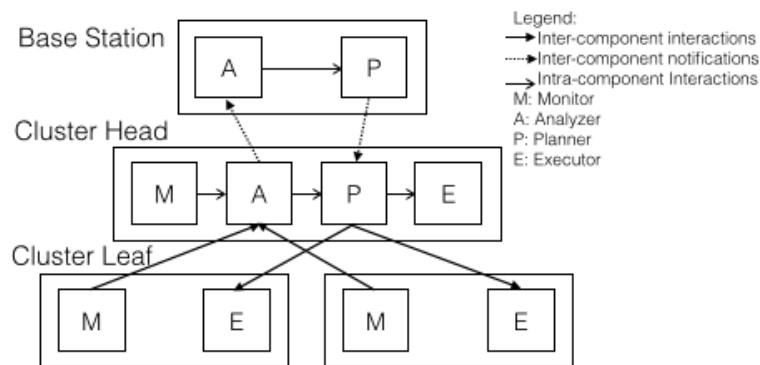 Legend:
Base Station
Inter-component interactions
Inter-component notifications
A P
Intra-component Interactions
M: Monitor
A: Analyzer
Cluster Head
P: Planner
E: Executor
M A P E
Cluster Leaf
M E M E